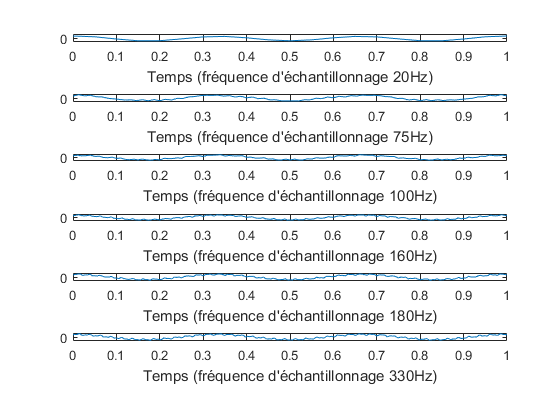 0
0 0.1 0.2 0.3 0.4 0.5 0.6 0.7 0.8 0.9 1
Temps (fréquence d'échantillonnage 20Hz)
0
0 0.1 0.2 0.3 0.4 0.5 0.6 0.7 0.8 0.9 1
Temps (fréquence d'échantillonnage 75Hz)
0
0 0.1 0.2 0.3 0.4 0.5 0.6 0.7 0.8 0.9 1
Temps (fréquence d'échantillonnage 100Hz)
0
0 0.1 0.2 0.3 0.4 0.5 0.6 0.7 0.8 0.9 1
Temps (fréquence d'échantillonnage 160Hz)
0
0 0.1 0.2 0.3 0.4 0.5 0.6 0.7 0.8 0.9 1
Temps (fréquence d'échantillonnage 180Hz)
0
0 0.1 0.2 0.3 0.4 0.5 0.6 0.7 0.8 0.9 1
Temps (fréquence d'échantillonnage 330Hz)